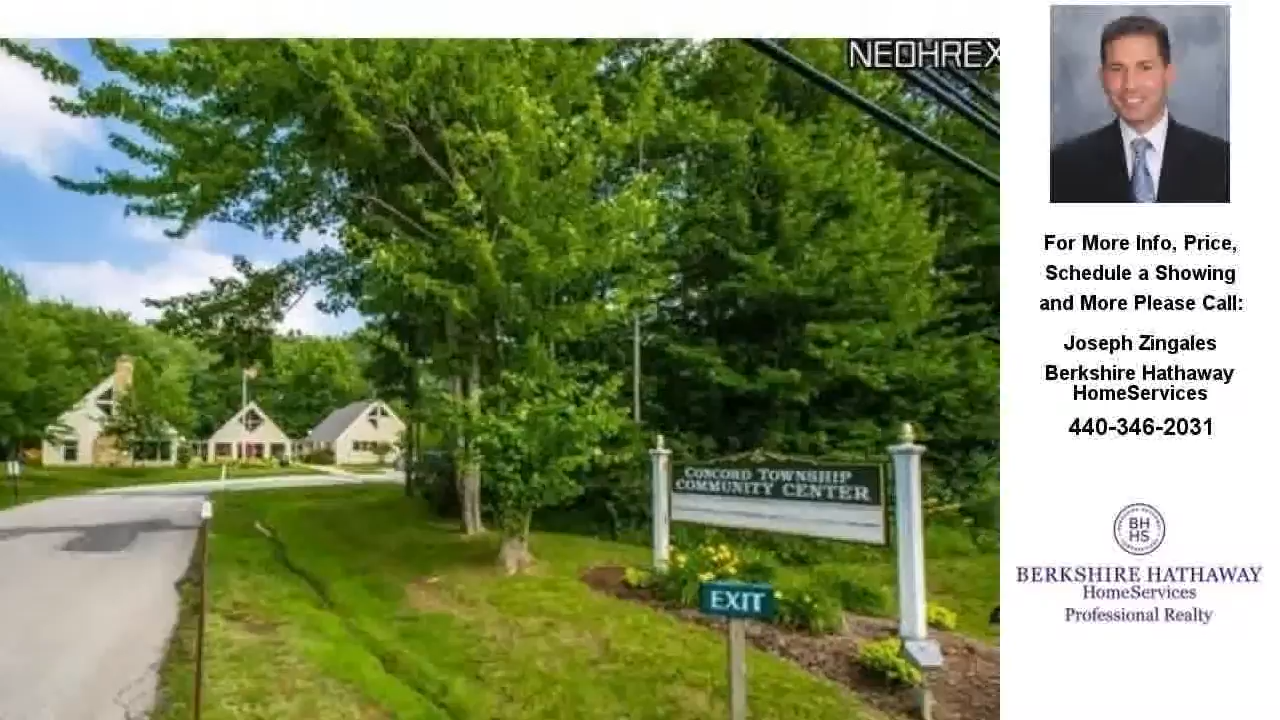 NEOHREX
CONCORD TOWNSHIP
COMMUNITY CENTER
EXIT
For More Info, Price,
Schedule a Showing
and More Please Call:
Joseph Zingales
Berkshire Hathaway
HomeServices
440-346-2031
BH
HS
BERKSHIRE HATHAWAY
HomeServices
Professional Realty